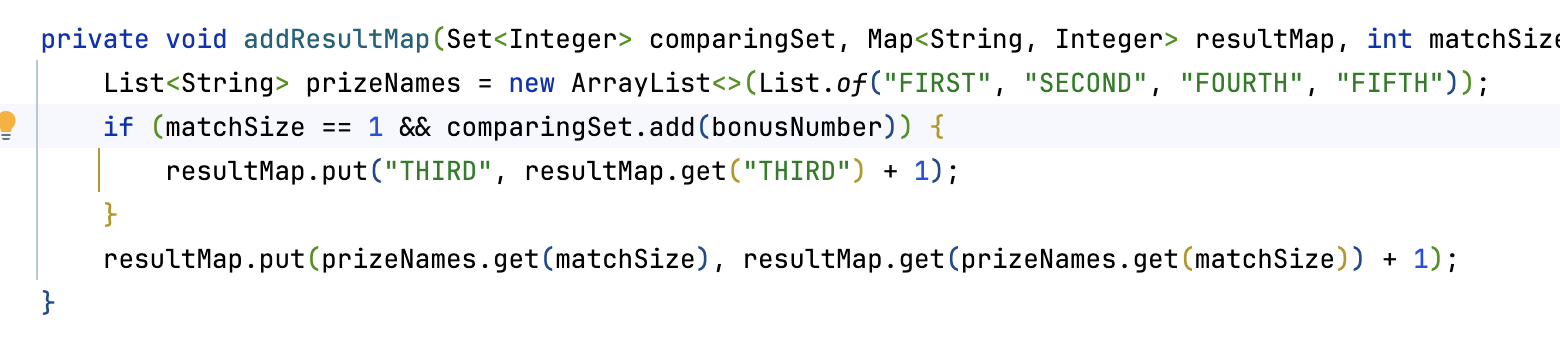 private void addResultMap(Set<Integer> comparingSet, Map<String, Integer> resultMap, int matchSize
List<String> prizeNames = new ArrayList<>(List.of("FIRST", "SECOND", "FOURTH", "FIFTH"));
if (matchSize == 1 && comparingSet.add(bonusNumber)) {
resultMap.put("THIRD", resultMap.get("THIRD") + 1);
}
resultMap.put(prizeNames.get(matchSize), resultMap.get(prizeNames.get(matchSize)) + 1);
}